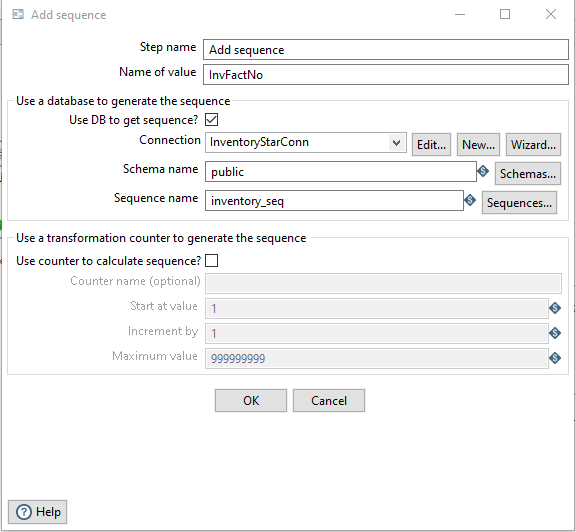 Add sequence
Step name Add sequence
Name of value InvFactNo
Use a database to generate the sequence
Use DB to get sequence?
Connection InventoryStarConn Edit... New... Wizard...
Schema name public Schemas...
Sequence name inventory_seq Sequences...
Use a transformation counter to generate the sequence
Use counter to calculate sequence?
Counter name (optional)
Start at value 1
Increment by 1
Maximum value 999999999
OK Cancel
Help